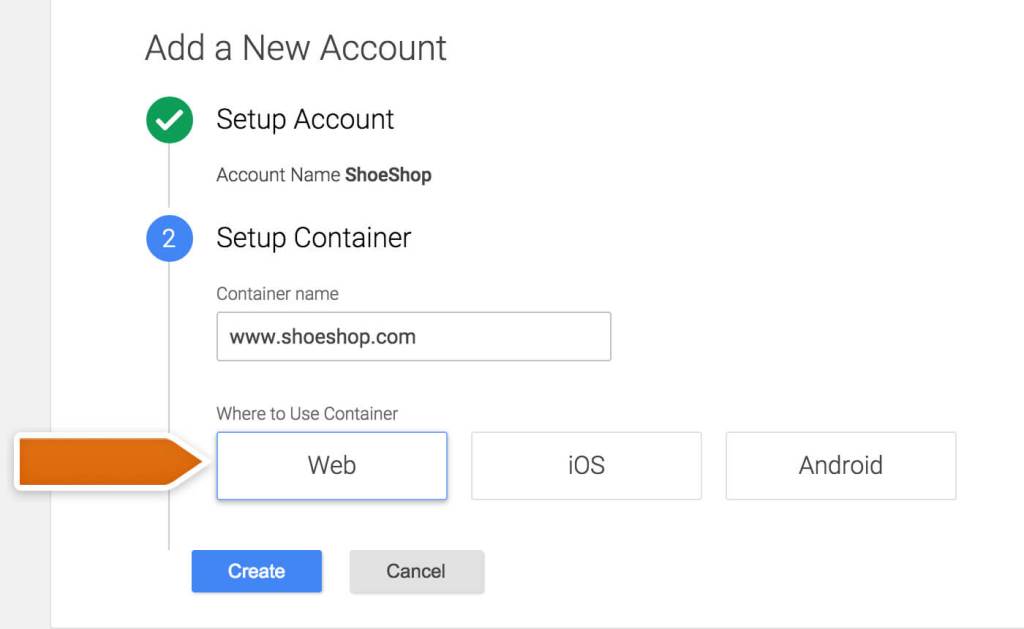 Add a New Account
Setup Account
Account Name ShoeShop
2 Setup Container
Container name
www.shoeshop.com
Where to Use Container
Web iOS Android
Create Cancel